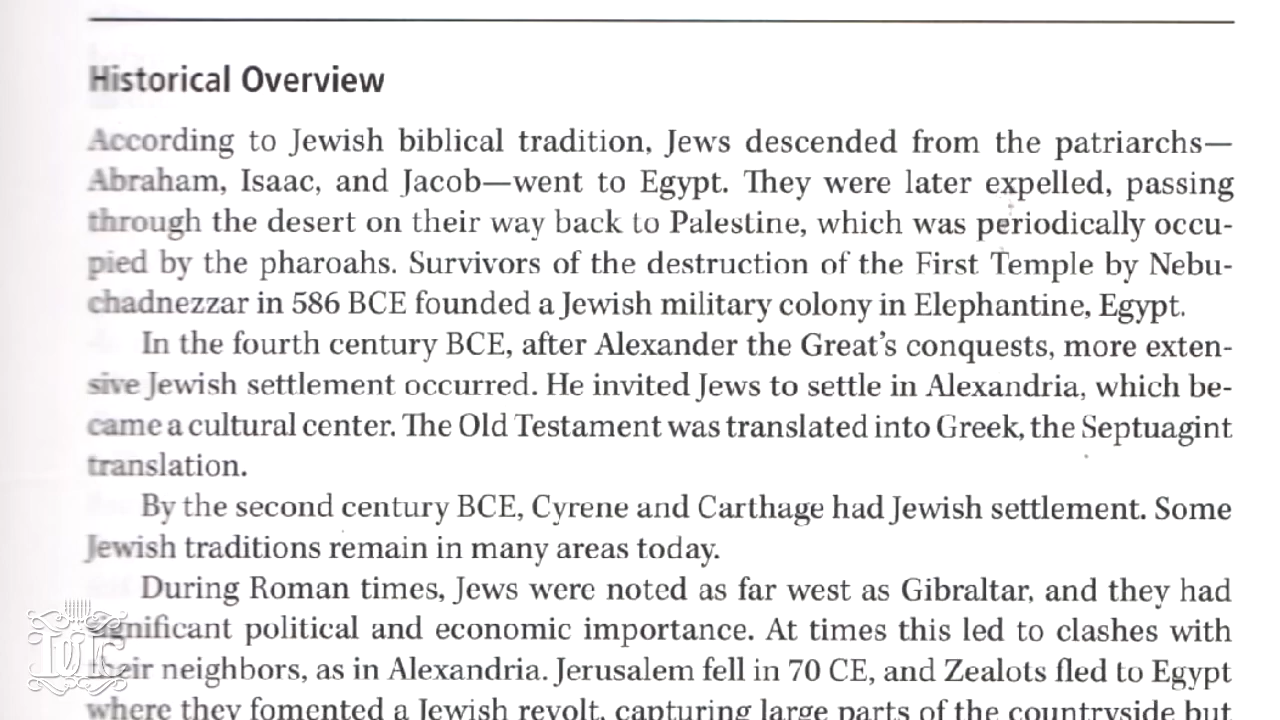 Historical Overview
According to Jewish biblical tradition, Jews descended from the patriarchs—
Abraham, Isaac, and Jacob—went to Egypt. They were later expelled, passing
through the desert on their way back to Palestine, which was periodically occu-
pied by the pharoahs. Survivors of the destruction of the First Temple by Nebu-
chadnezzar in 586 BCE founded a Jewish military colony in Elephantine, Egypt.
In the fourth century BCE, after Alexander the Great's conquests, more exten-
sive Jewish settlement occurred. He invited Jews to settle in Alexandria, which be-
came a cultural center. The Old Testament was translated into Greek, the Septuagint
translation.
By the second century BCE, Cyrene and Carthage had Jewish settlement. Some
Jewish traditions remain in many areas today.
During Roman times, Jews were noted as far west as Gibraltar, and they had
significant political and economic importance. At times this led to clashes with
their neighbors, as in Alexandria. Jerusalem fell in 70 CE, and Zealots fled to Egypt
where they fomented a Jewish revolt, capturing large parts of the countryside but